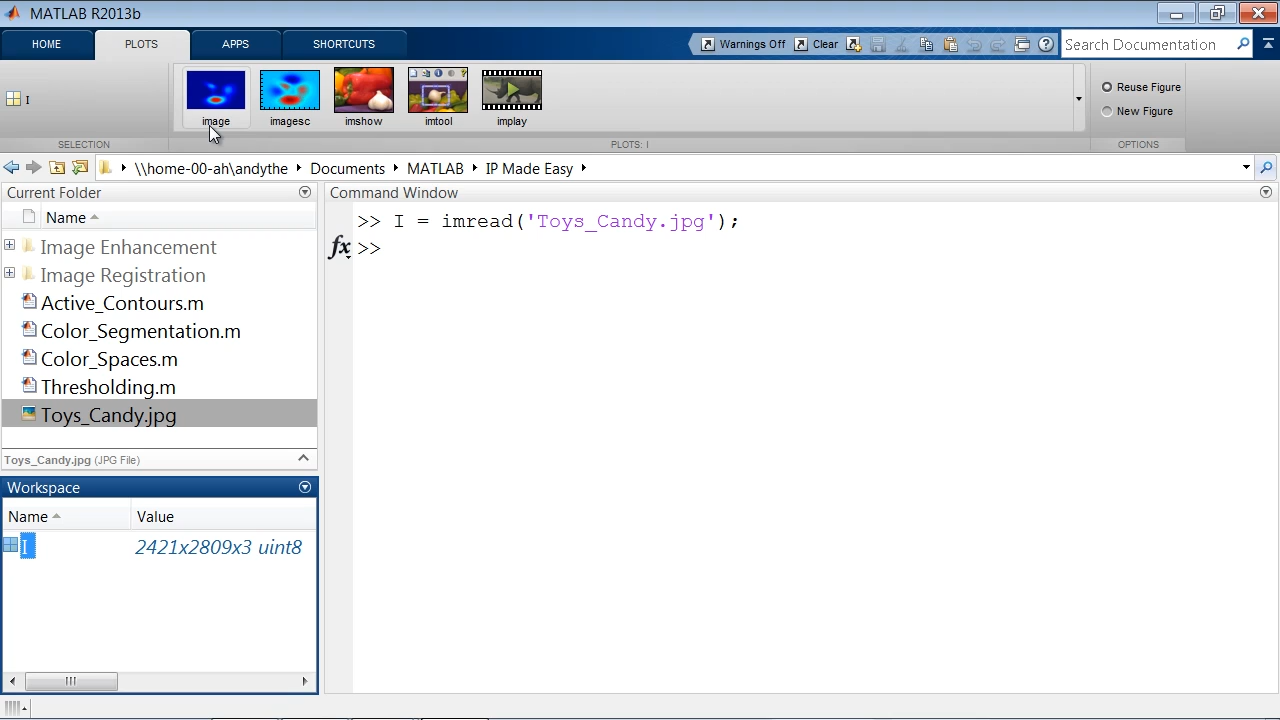 MATLAB R2013b
HOME PLOTS APPS SHORTCUTS Warnings Off Clear Search Documentation
I
image imagesc imshow imtool implay
Reuse Figure
New Figure
SELECTION PLOTS: I OPTIONS
\\home-00-ah\andythe Documents MATLAB IP Made Easy
Current Folder
Name
Image Enhancement
Image Registration
Active_Contours.m
Color_Segmentation.m
Color_Spaces.m
Thresholding.m
Toys_Candy.jpg
Toys_Candy.jpg (JPG File)
Workspace
Name Value
I 2421x2809x3 uint8
Command Window
>> I = imread('Toys_Candy.jpg');
fx >>